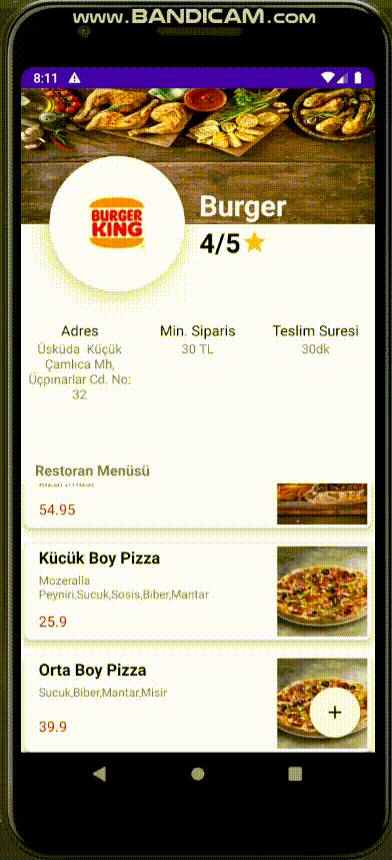 www.BANDICAM.com
8:11
BURGER
KING
Burger
4/5
Adres
Min. Siparis
Teslim Suresi
Üsküda Küçük
Çamlıca Mh,
Üçpınarlar Cd. No:
32
30 TL
30dk
Restoran Menüsü
54.95
Kücük Boy Pizza
Mozeralla
Peyniri,Sucuk,Sosis,Biber,Mantar
25.9
Orta Boy Pizza
Sucuk,Biber,Mantar,Misir
39.9
+